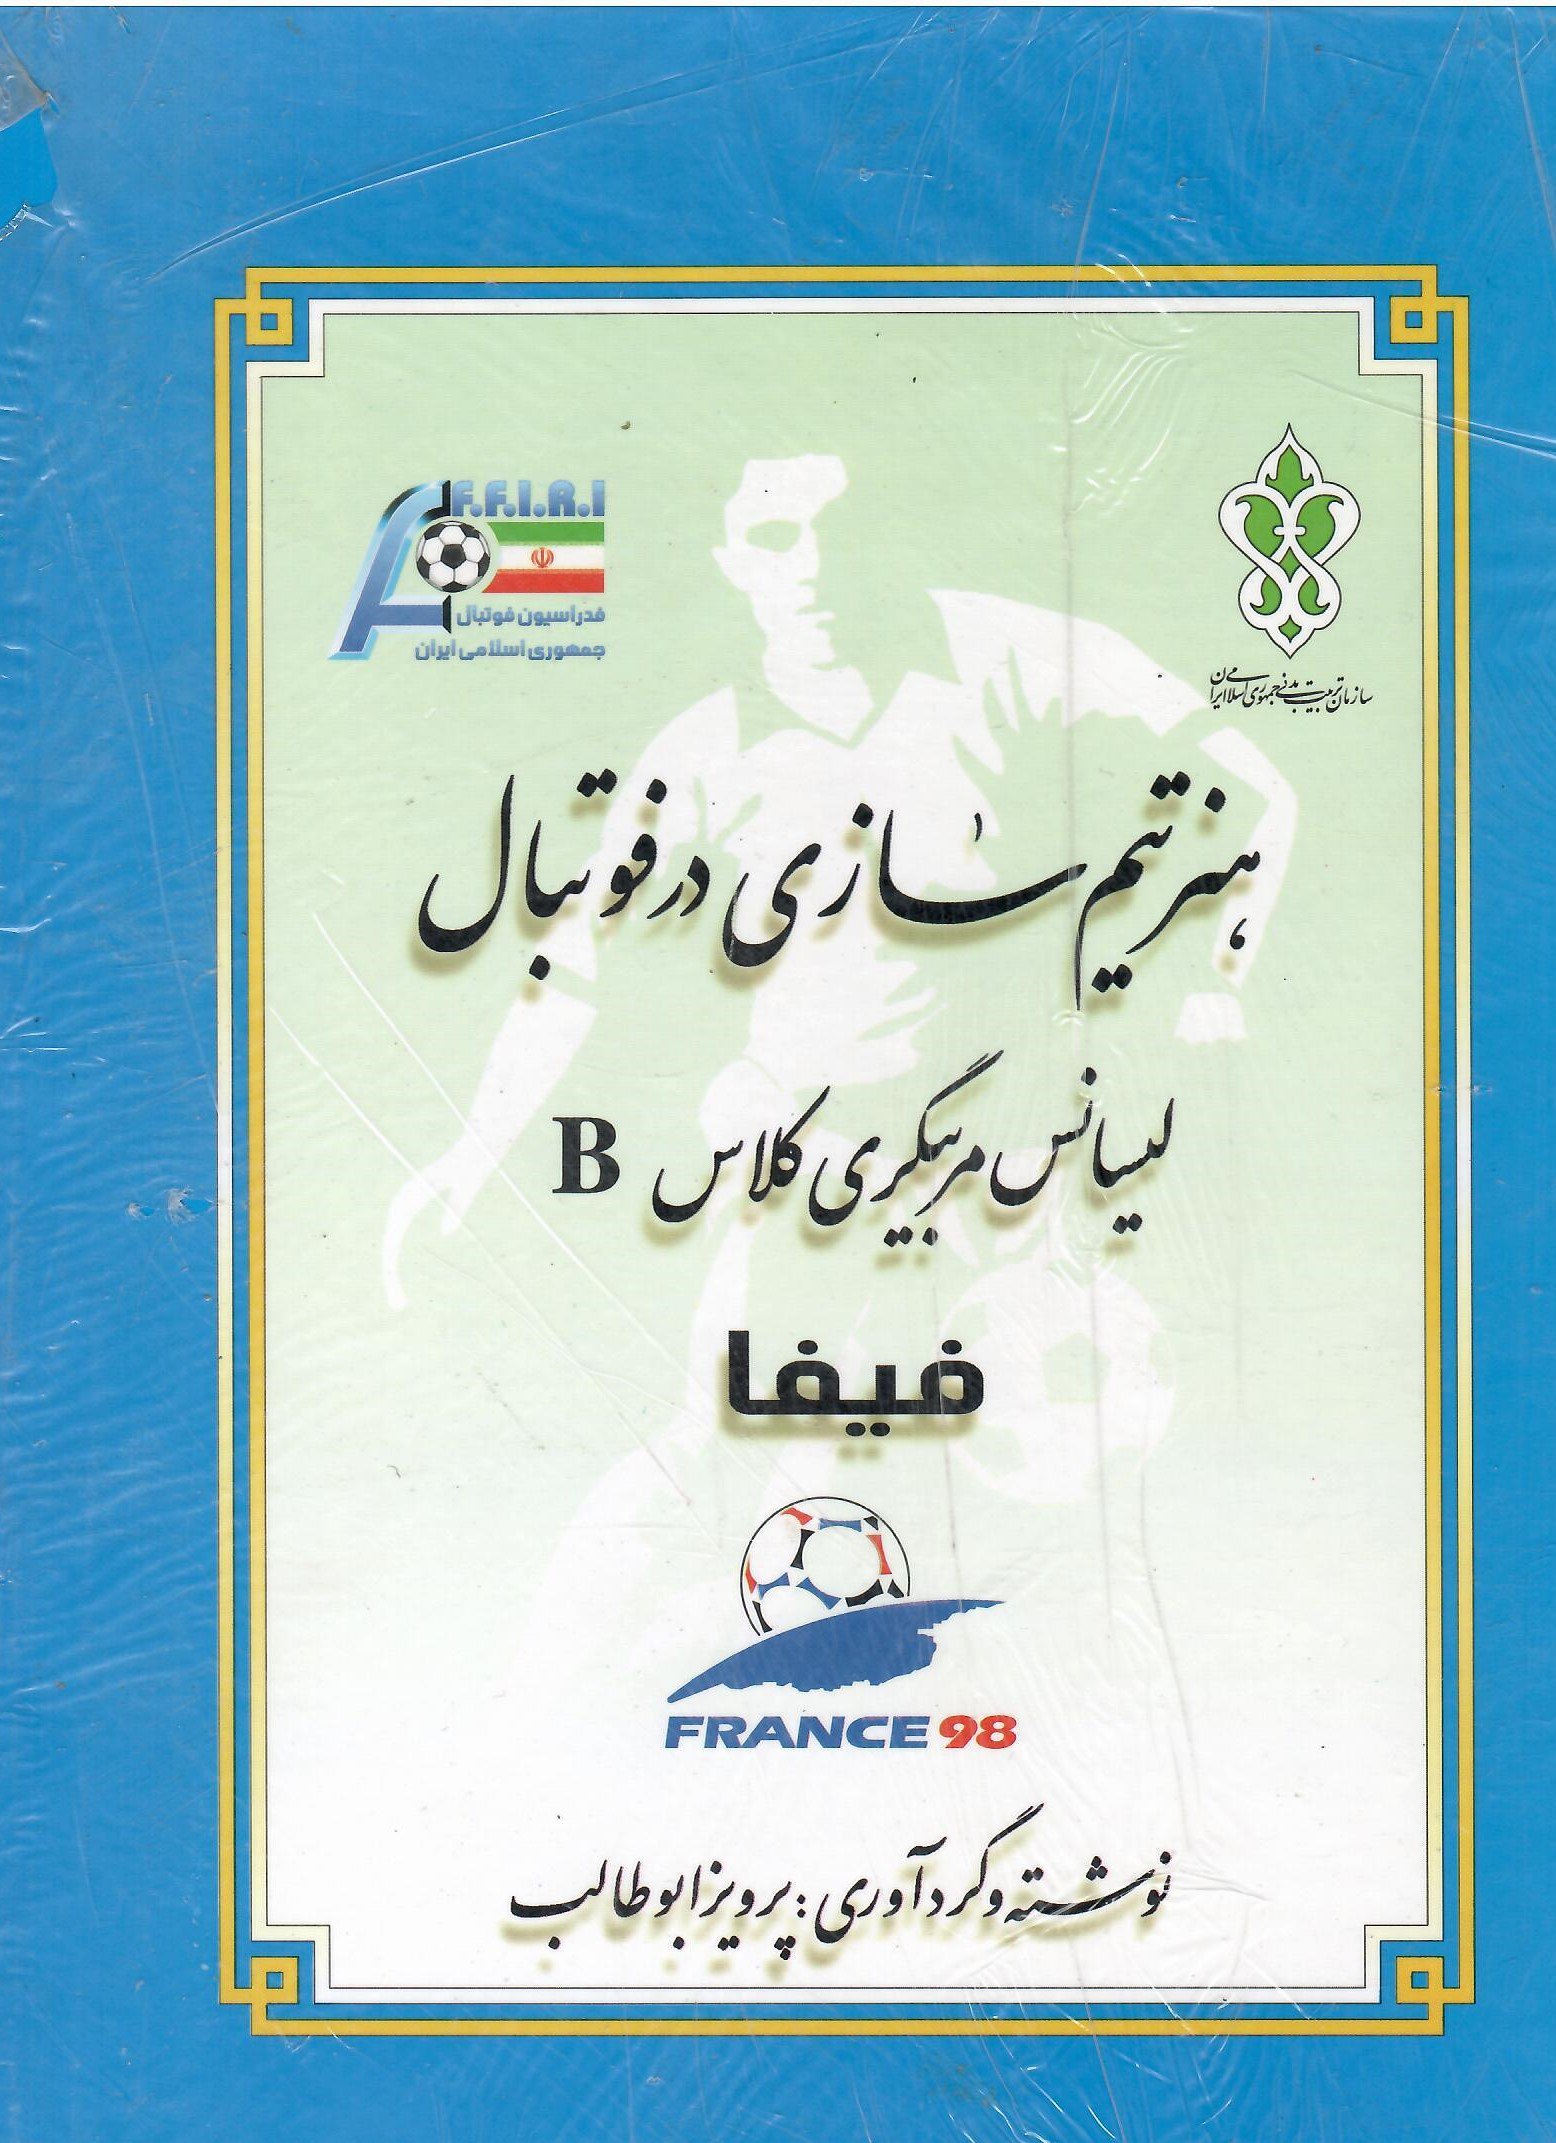 F.F.I.R.I
فدراسیون فوتبال
جمهوری اسلامی ایران
سازمان تربیت بدنی جمهوری اسلامی ایران
هنر تیم سازی در فوتبال
لیسانس مربیگری کلاس B
فیفا
FRANCE 98
نوشته و گردآوری : پرویز ابوطالب